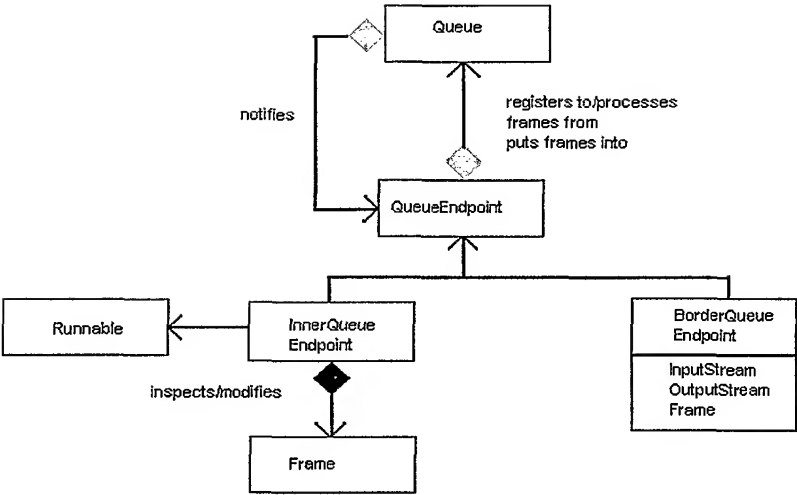 Queue
notifies
registers to/processes
frames from
puts frames into
QueueEndpoint
Runnable
InnerQueue
Endpoint
BorderQueue
Endpoint
InputStream
OutputStream
Frame
inspects/modifies
Frame